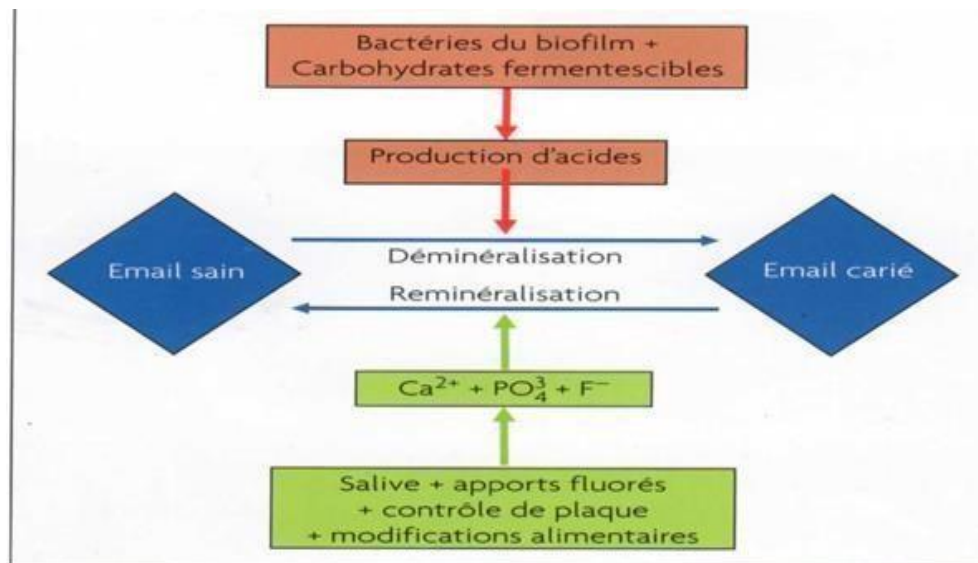 Bactéries du biofilm +
Carbohydrates fermentescibles
Production d'acides
Email sain
Déminéralisation
Reminéralisation
Email carié
Ca²⁺ + PO₄³ + F⁻
Salive + apports fluorés
+ contrôle de plaque
+ modifications alimentaires